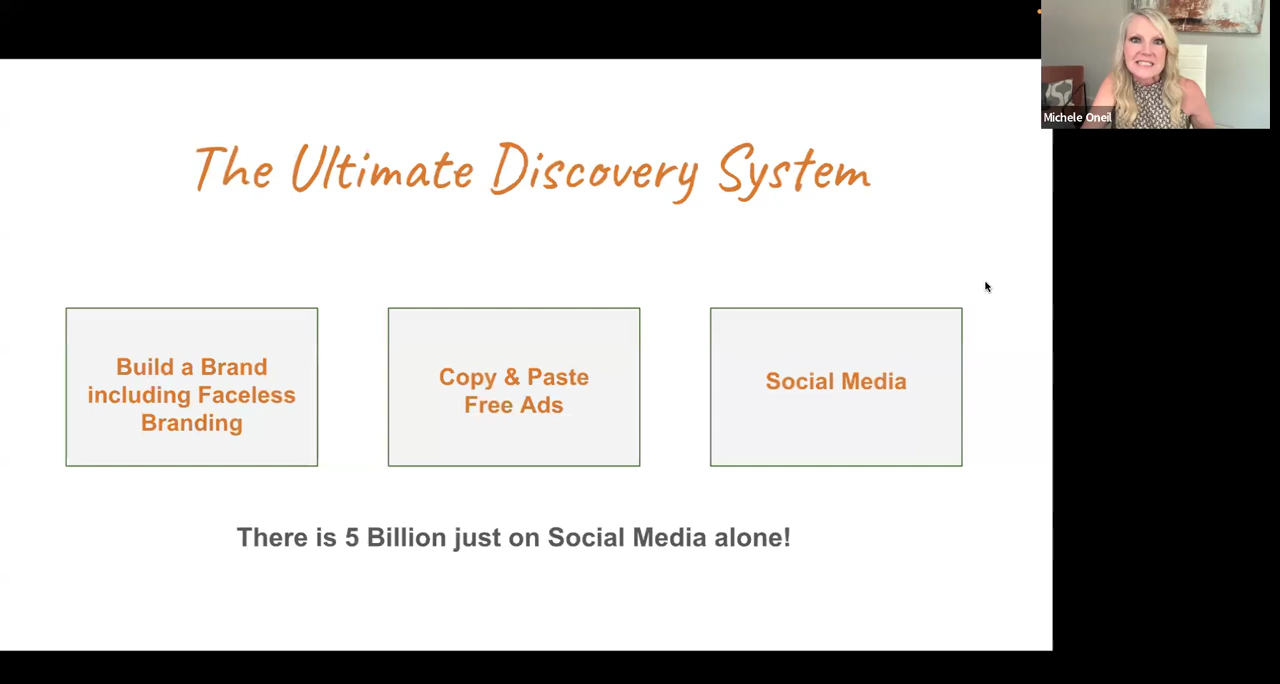 Michele Oneil
The Ultimate Discovery System
Build a Brand
including Faceless
Branding
Copy & Paste
Free Ads
Social Media
There is 5 Billion just on Social Media alone!